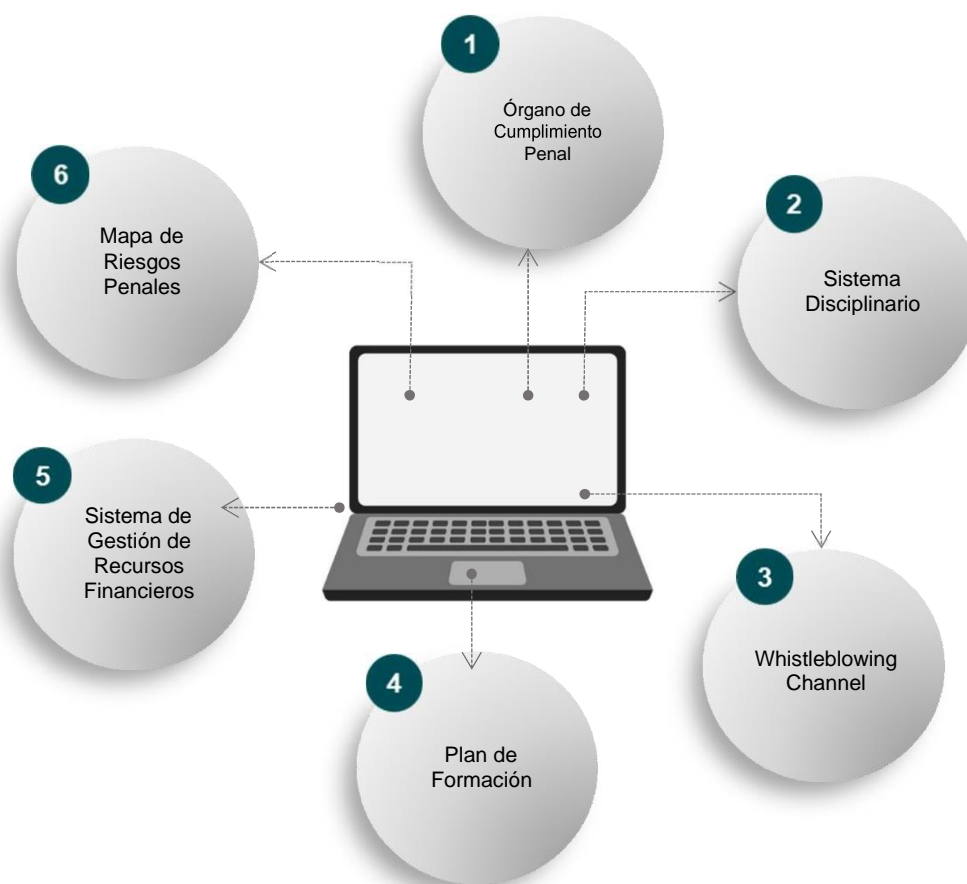 1
Órgano de
Cumplimiento
Penal
2
Sistema
Disciplinario
3
Whistleblowing
Channel
4
Plan de
Formación
5
Sistema de
Gestión de
Recursos
Financieros
6
Mapa de
Riesgos
Penales